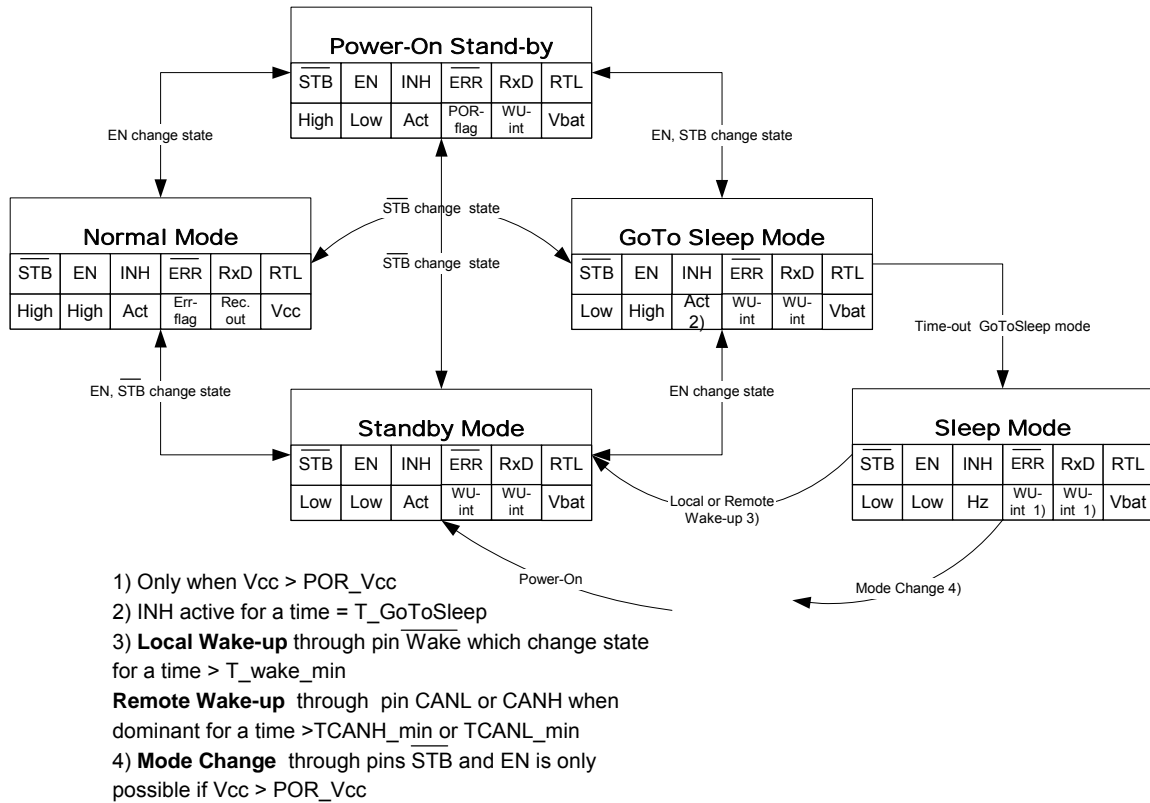 Power-On Stand-by
STB EN INH ERR RxD RTL
High Low Act POR-flag WU-int Vbat
EN change state
EN, STB change state
STB change state
STB change state
Normal Mode
STB EN INH ERR RxD RTL
High High Act Err-flag Rec. out Vcc
GoTo Sleep Mode
STB EN INH ERR RxD RTL
Low High Act 2) WU-int WU-int Vbat
Time-out GoToSleep mode
EN, STB change state
EN change state
Standby Mode
STB EN INH ERR RxD RTL
Low Low Act WU-int WU-int Vbat
Sleep Mode
STB EN INH ERR RxD RTL
Low Low Hz WU-int 1) WU-int 1) Vbat
Local or Remote
Wake-up 3)
Power-On
Mode Change 4)
1) Only when Vcc > POR_Vcc
2) INH active for a time = T_GoToSleep
3) Local Wake-up through pin Wake which change state
for a time > T_wake_min
Remote Wake-up through pin CANL or CANH when
dominant for a time >TCANH_min or TCANL_min
4) Mode Change through pins STB and EN is only
possible if Vcc > POR_Vcc